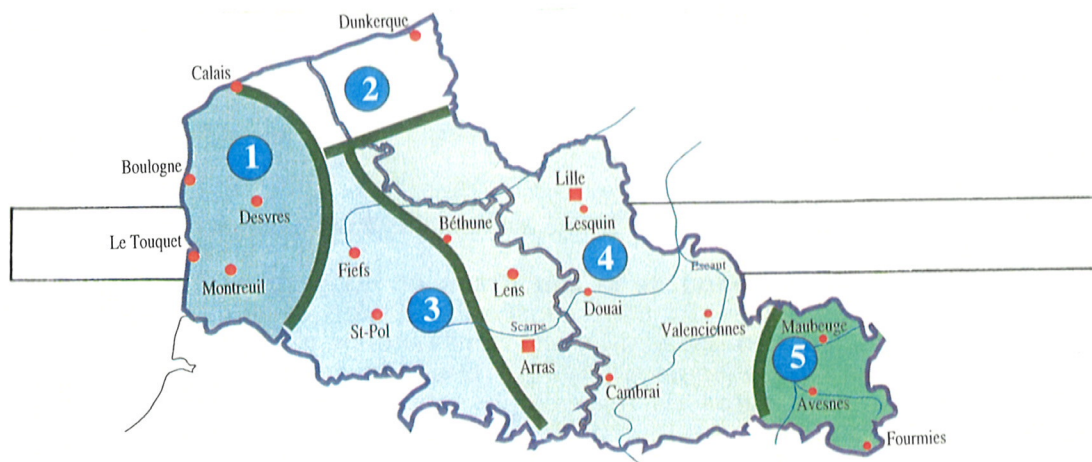 Dunkerque
Calais
2
1
Boulogne
Desvres
Lille
Lesquin
Le Touquet
Béthune
Fiefs
4
Montreuil
Lens
Escaut
Douai
St-Pol
3
Scarpe
Valenciennes
Maubeuge
Arras
5
Cambrai
Avesnes
Fourmies